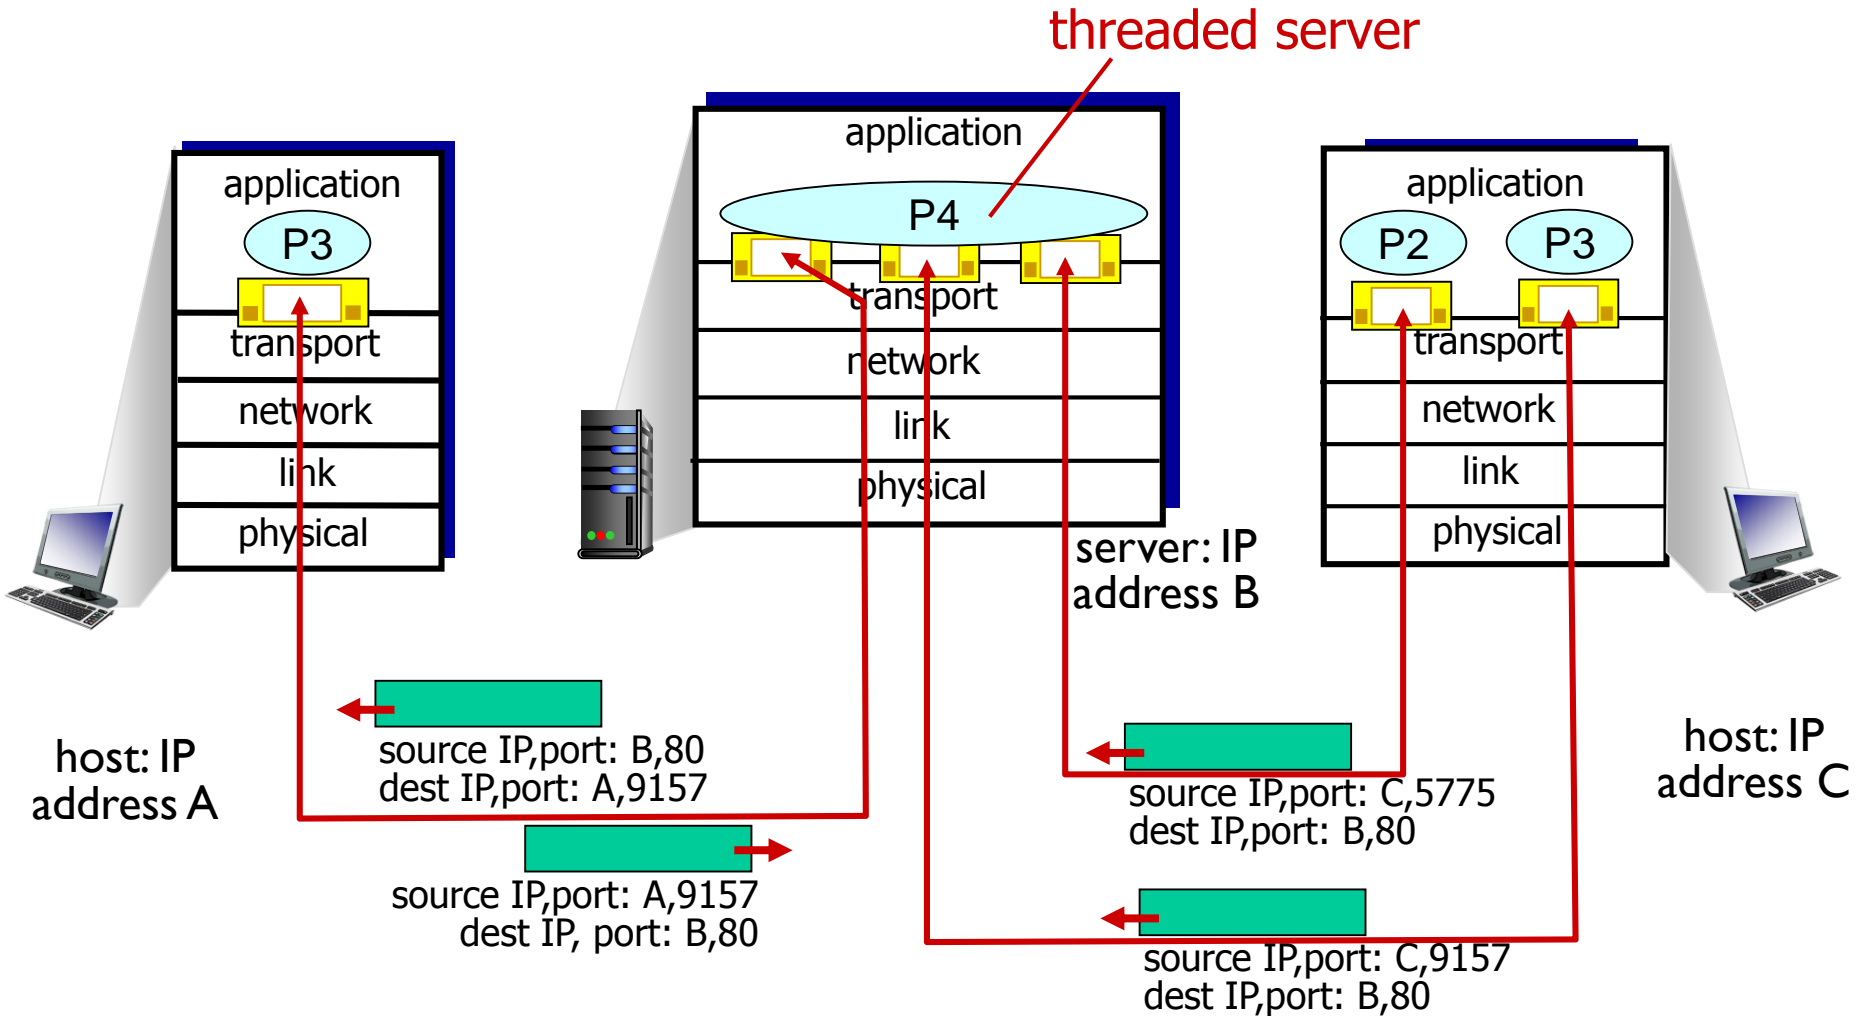 threaded server
application
P3
transport
network
link
physical
application
P4
transport
network
link
physical
application
P2
P3
transport
network
link
physical
server: IP
address B
host: IP
address A
source IP,port: B,80
dest IP,port: A,9157
source IP,port: A,9157
dest IP, port: B,80
source IP,port: C,5775
dest IP,port: B,80
source IP,port: C,9157
dest IP,port: B,80
host: IP
address C